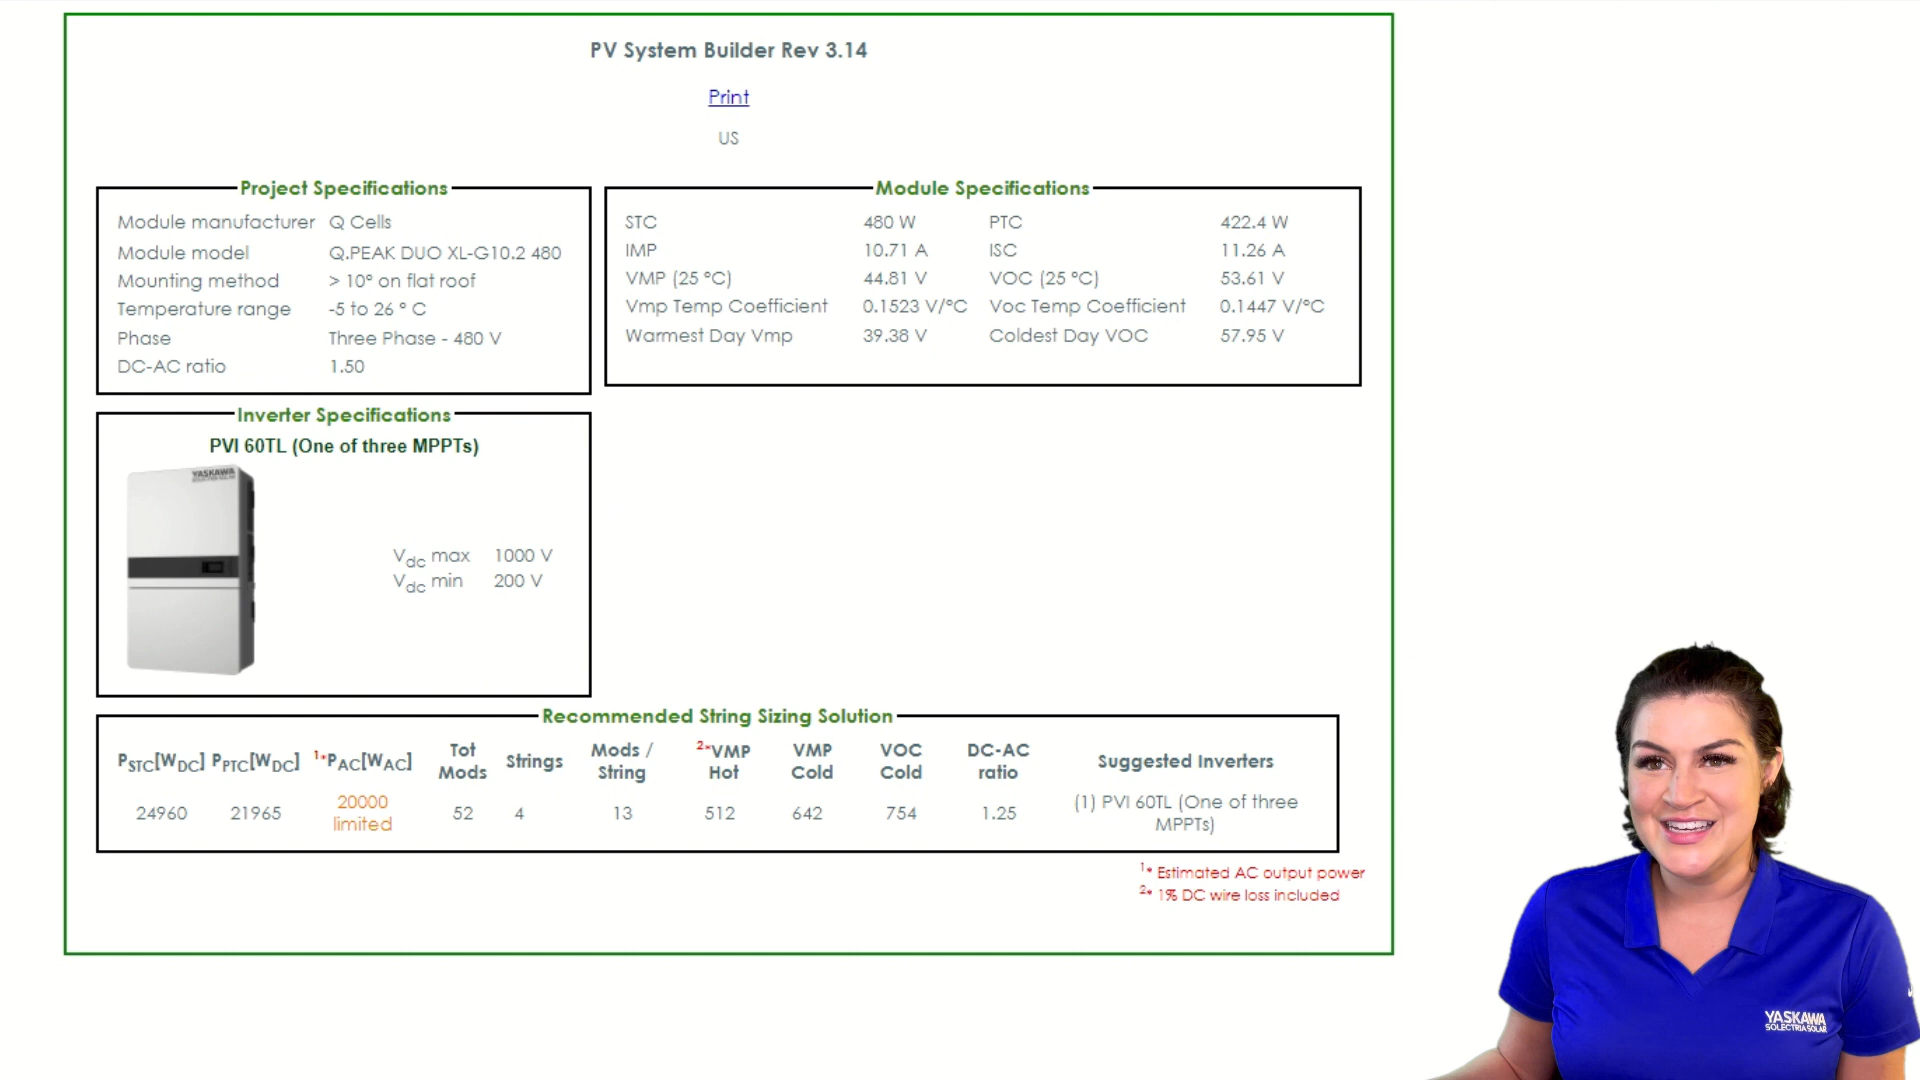 PV System Builder Rev 3.14
Print
US
Project Specifications
Module manufacturer Q Cells
Module model Q.PEAK DUO XL-G10.2 480
Mounting method > 10° on flat roof
Temperature range -5 to 26 ° C
Phase Three Phase - 480 V
DC-AC ratio 1.50
Module Specifications
STC 480 W PTC 422.4 W
IMP 10.71 A ISC 11.26 A
VMP (25 °C) 44.81 V VOC (25 °C) 53.61 V
Vmp Temp Coefficient 0.1523 V/°C Voc Temp Coefficient 0.1447 V/°C
Warmest Day Vmp 39.38 V Coldest Day VOC 57.95 V
Inverter Specifications
PVI 60TL (One of three MPPTs)
YASKAWA
SOLECTRIA SOLAR
Vdc max 1000 V
Vdc min 200 V
Recommended String Sizing Solution
PSTC[WDC] PPTC[WDC] 1*PAC[WAC] Tot Mods Strings Mods / String 2*VMP Hot VMP Cold VOC Cold DC-AC ratio Suggested Inverters
24960 21965 20000 limited 52 4 13 512 642 754 1.25 (1) PVI 60TL (One of three MPPTs)
1* Estimated AC output power
2* 1% DC wire loss included
YASKAWA
SOLECTRIA SOLAR